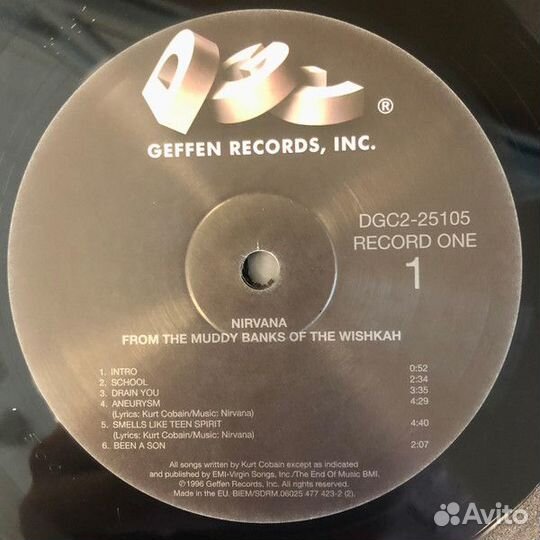 DGC®
GEFFEN RECORDS, INC.
DGC2-25105
RECORD ONE
1
NIRVANA
FROM THE MUDDY BANKS OF THE WISHKAH
1. INTRO 0:52
2. SCHOOL 2:34
3. DRAIN YOU 3:35
4. ANEURYSM 4:29
(Lyrics: Kurt Cobain/Music: Nirvana)
5. SMELLS LIKE TEEN SPIRIT 4:40
(Lyrics: Kurt Cobain/Music: Nirvana)
6. BEEN A SON 2:07
All songs written by Kurt Cobain except as indicated
and published by EMI-Virgin Songs, Inc./The End Of Music BMI.
℗1996 Geffen Records, Inc. All rights reserved.
Made in the EU. BIEM/SDRM.06025 477 423-2 (2).
Avito